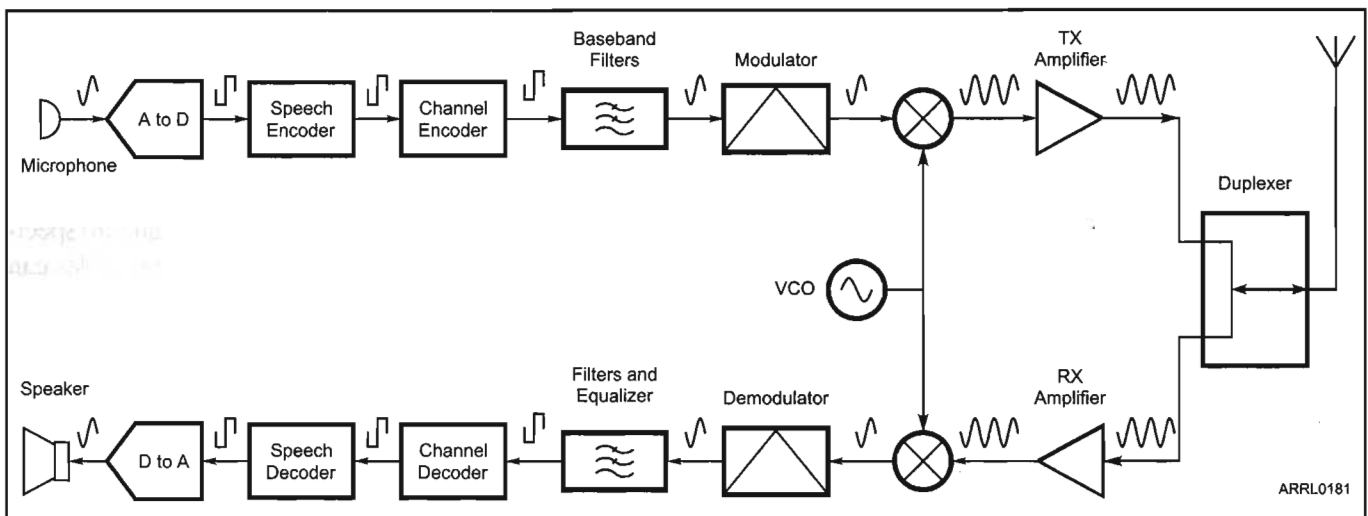 Microphone
A to D
Speech
Encoder
Channel
Encoder
Baseband
Filters
Modulator
TX
Amplifier
Duplexer
VCO
Speaker
D to A
Speech
Decoder
Channel
Decoder
Filters and
Equalizer
Demodulator
RX
Amplifier
ARRL0181